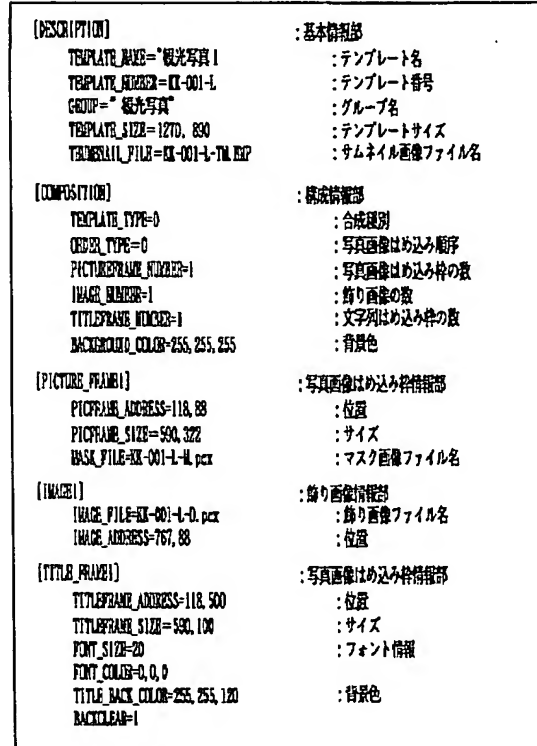 [DESCRIPTION] :基本情報部
TEMPLATE_NAME="観光写真1 :テンプレート名
TEMPLATE_NUMBER=KK-001-L :テンプレート番号
GROUP="観光写真" :グループ名
TEMPLATE_SIZE=1270, 890 :テンプレートサイズ
THUMBNAIL_FILE=KK-001-L-TM.BMP :サムネイル画像ファイル名
[COMPOSITION] :構成情報部
TEMPLATE_TYPE=0 :合成種別
ORDER_TYPE=0 :写真画像はめ込み順序
PICTUREFRAME_NUMBER=1 :写真画像はめ込み枠の数
IMAGE_NUMBER=1 :飾り画像の数
TITLEFRAME_NUMBER=1 :文字列はめ込み枠の数
BACKGROUND_COLOR=255, 255, 255 :背景色
[PICTURE_FRAME1] :写真画像はめ込み枠情報部
PICFRAME_ADDRESS=118, 88 :位置
PICFRAME_SIZE=590, 322 :サイズ
MASK_FILE=KK-001-L-M.pcx :マスク画像ファイル名
[IMAGE1] :飾り画像情報部
IMAGE_FILE=KK-001-L-D.pcx :飾り画像ファイル名
IMAGE_ADDRESS=767, 88 :位置
[TITLE_FRAME1] :写真画像はめ込み枠情報部
TITLEFRAME_ADDRESS=118, 500 :位置
TITLEFRAME_SIZE=590, 100 :サイズ
FONT_SIZE=20 :フォント情報
FONT_COLOR=0, 0, 0
TITLE_BACK_COLOR=255, 255, 120 :背景色
BACKCLEAR=1